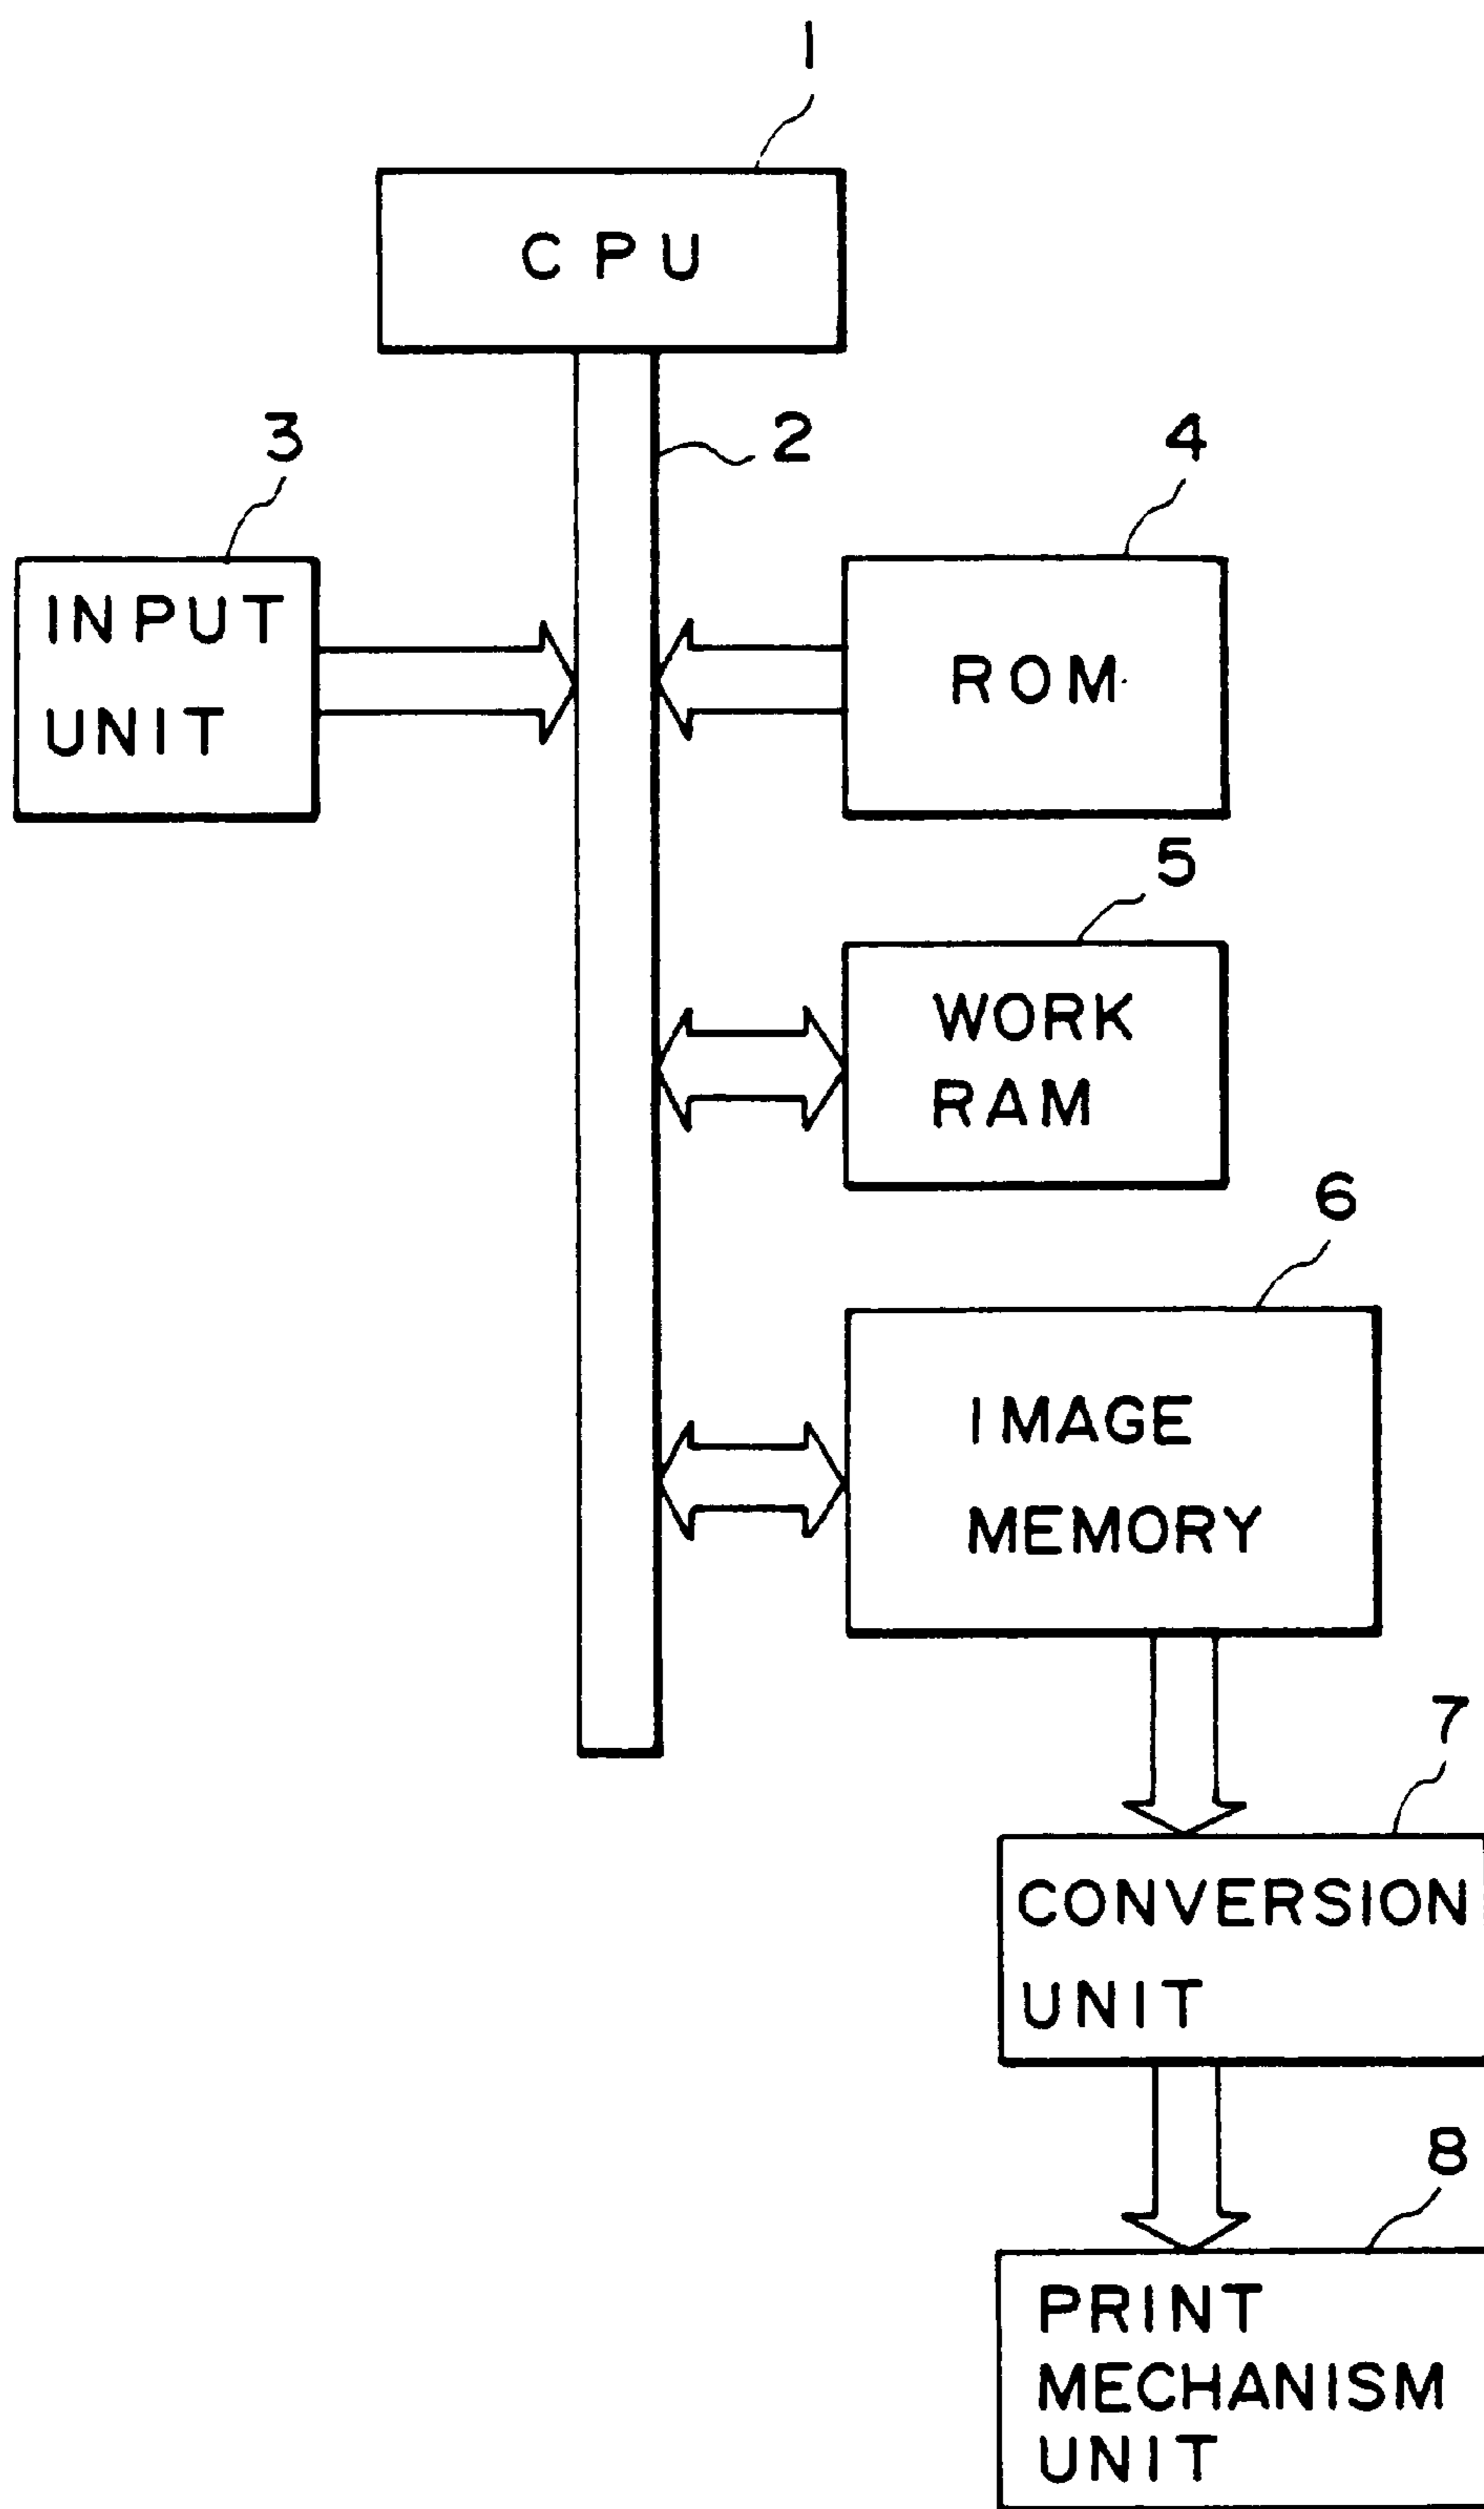 1
CPU
3
2
4
INPUT
UNIT
ROM
5
WORK
RAM
6
IMAGE
MEMORY
7
CONVERSION
UNIT
8
PRINT
MECHANISM
UNIT